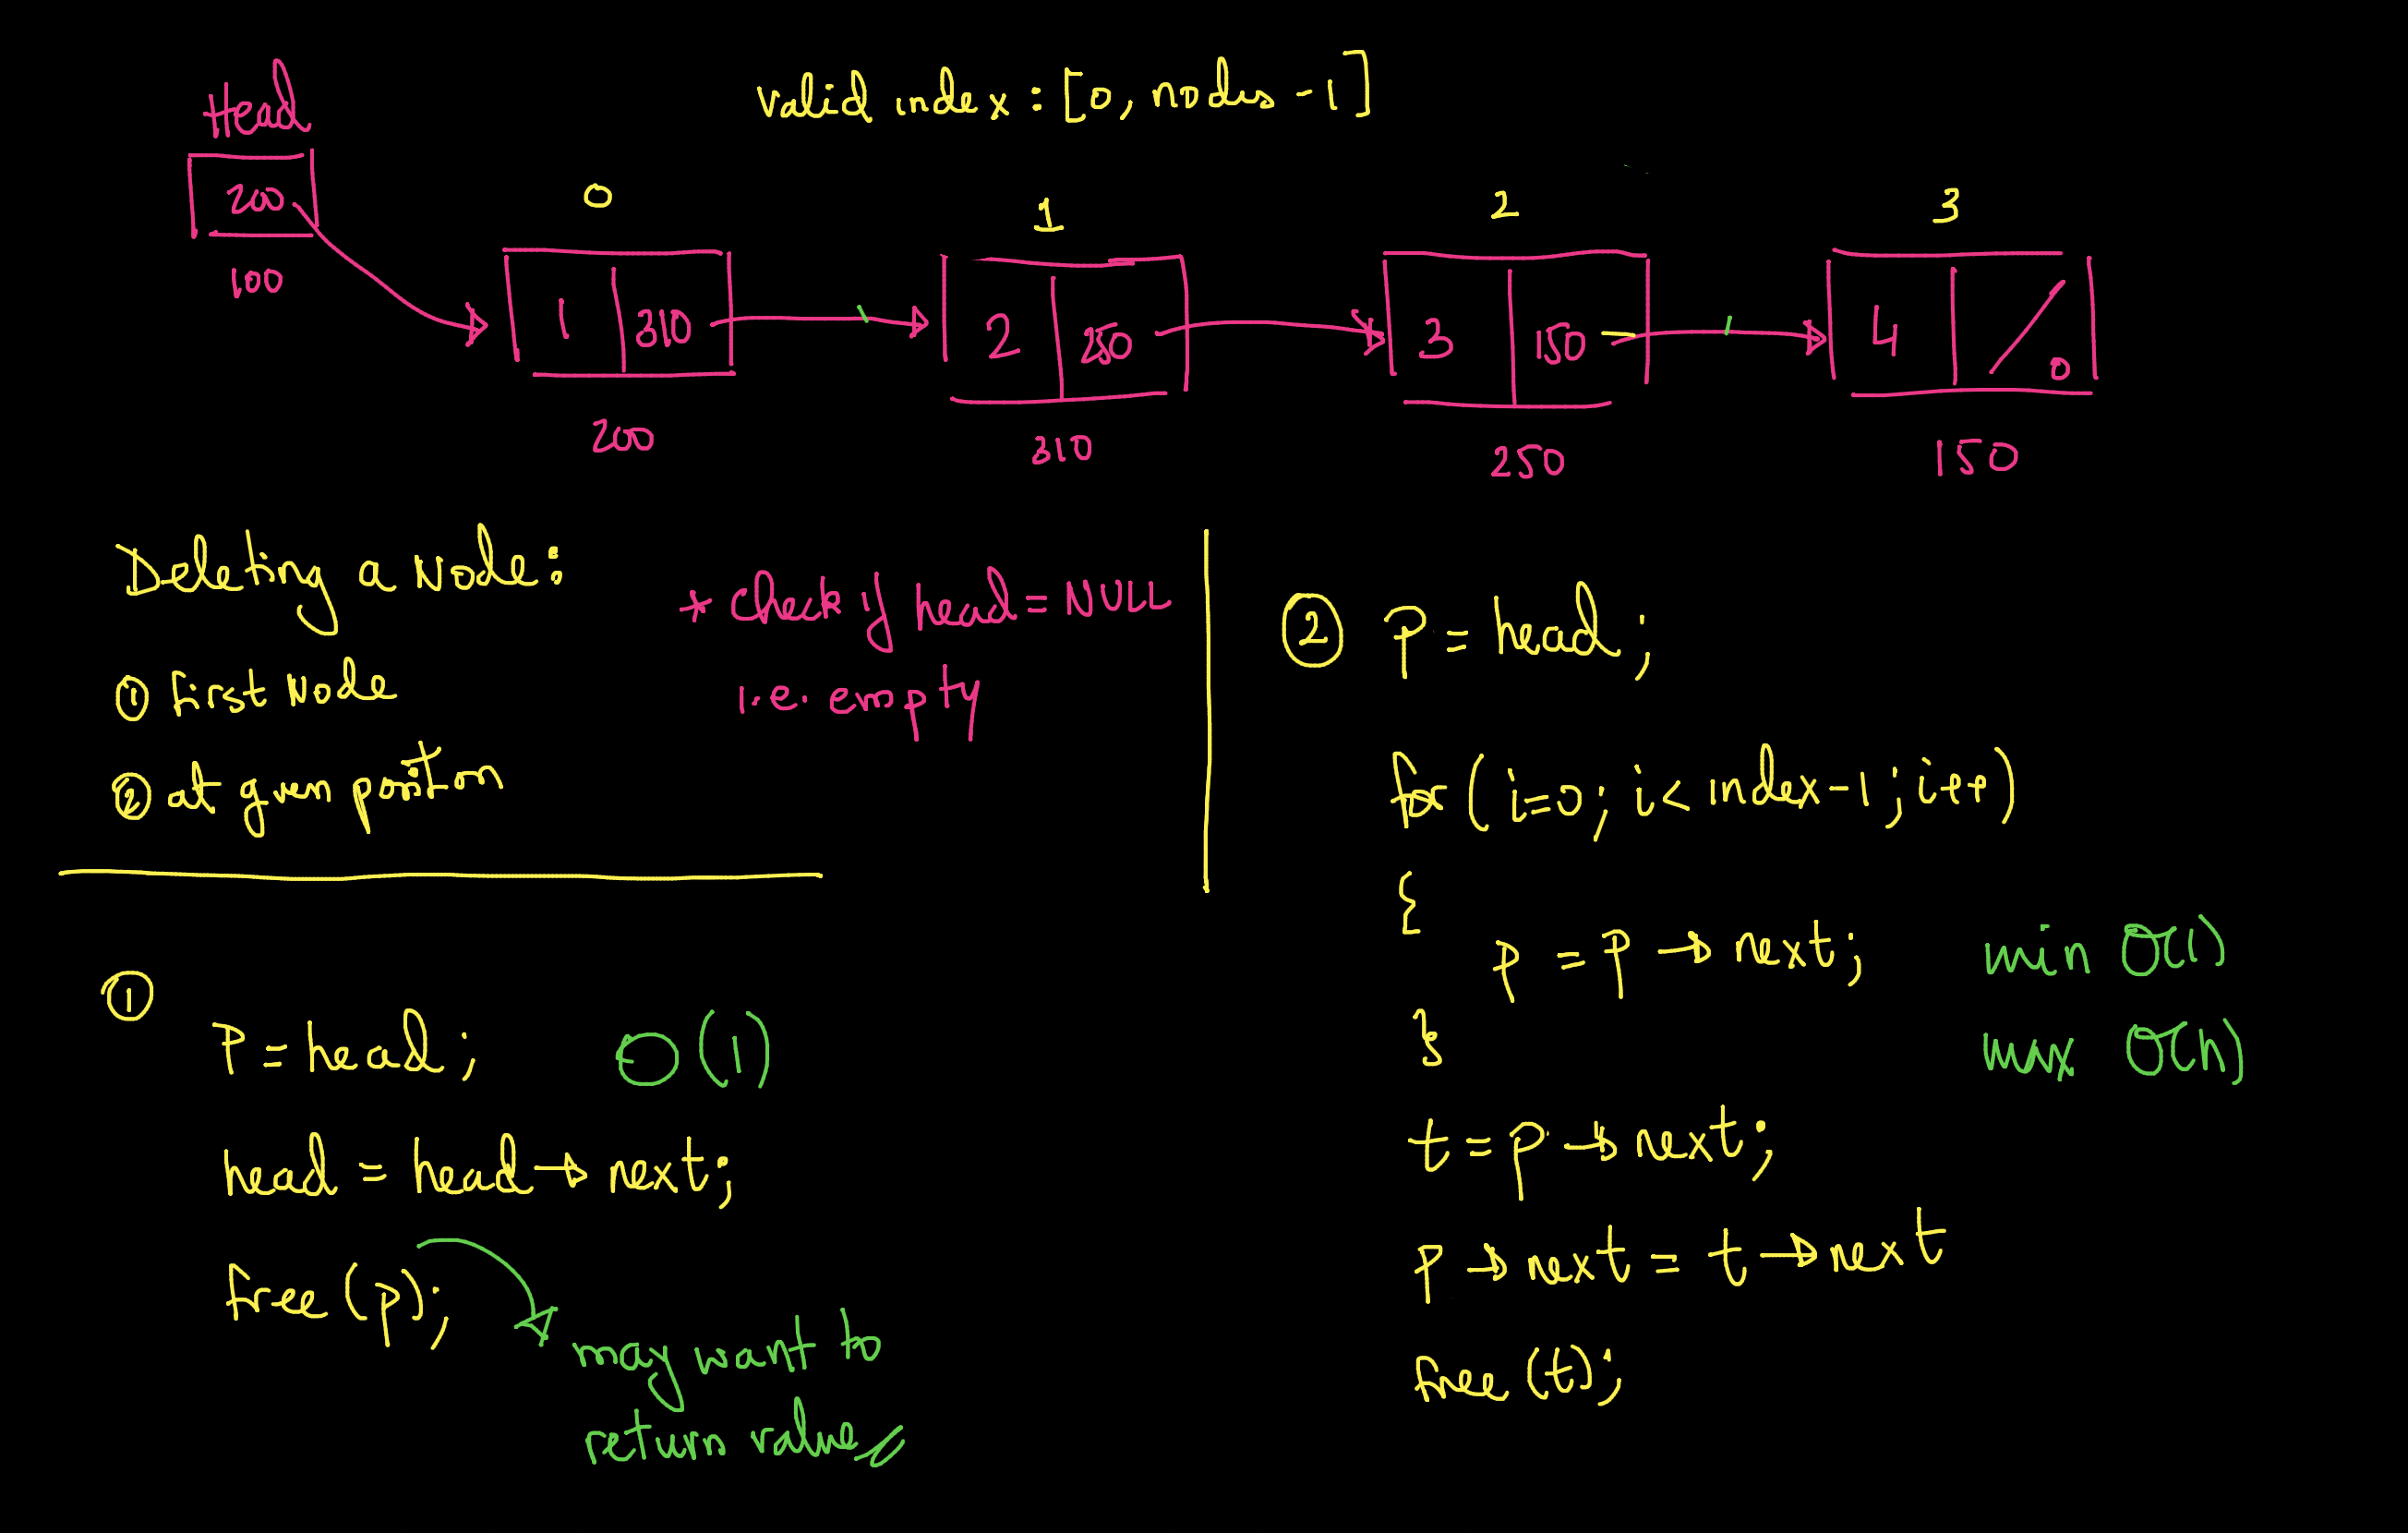 Head
valid index : [0, nodes -1]
200
100
0
1
2
3
1 310
2 250
3 150
4 0
200
310
250
150
Deleting a Node:
① first Node
② at given position
* check if head = NULL
i.e. empty
①
P = head;
O(1)
head = head → next;
free (p);
may want to
return value
② P = head;
for ( i=0; i< index-1; i++)
{
p = p → next;
min O(1)
}
max O(n)
t = p → next;
p → next = t → next
free (t);